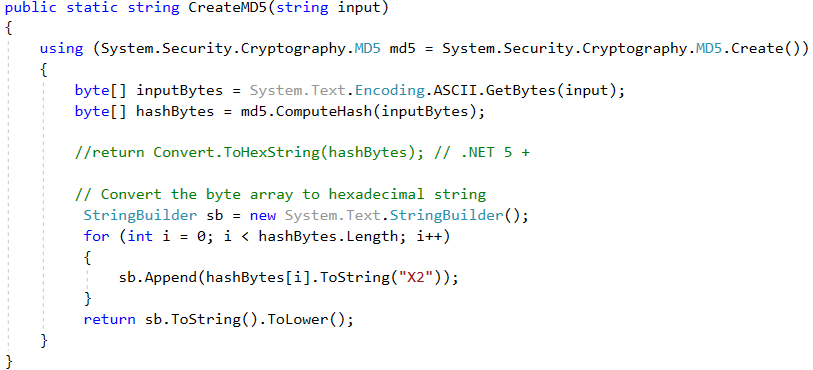 public static string CreateMD5(string input)
{
    using (System.Security.Cryptography.MD5 md5 = System.Security.Cryptography.MD5.Create())
    {
        byte[] inputBytes = System.Text.Encoding.ASCII.GetBytes(input);
        byte[] hashBytes = md5.ComputeHash(inputBytes);

        //return Convert.ToHexString(hashBytes); // .NET 5 +

        // Convert the byte array to hexadecimal string
         StringBuilder sb = new System.Text.StringBuilder();
         for (int i = 0; i < hashBytes.Length; i++)
         {
             sb.Append(hashBytes[i].ToString("X2"));
         }
         return sb.ToString().ToLower();
    }
}